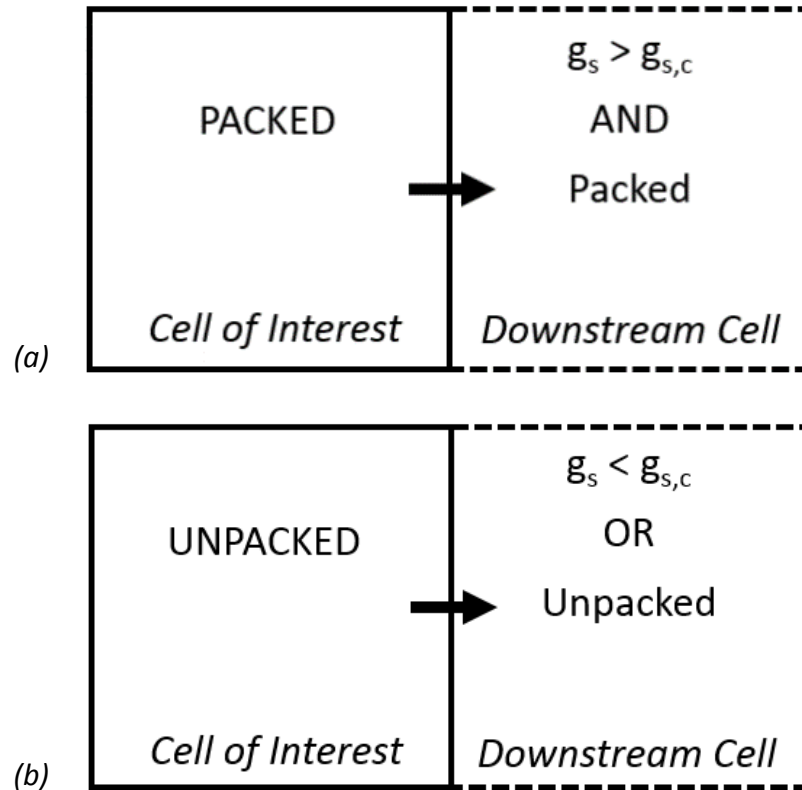 g_s > g_s,c
PACKED
AND
Packed
Cell of Interest
Downstream Cell
(a)
g_s < g_s,c
UNPACKED
OR
Unpacked
Cell of Interest
Downstream Cell
(b)